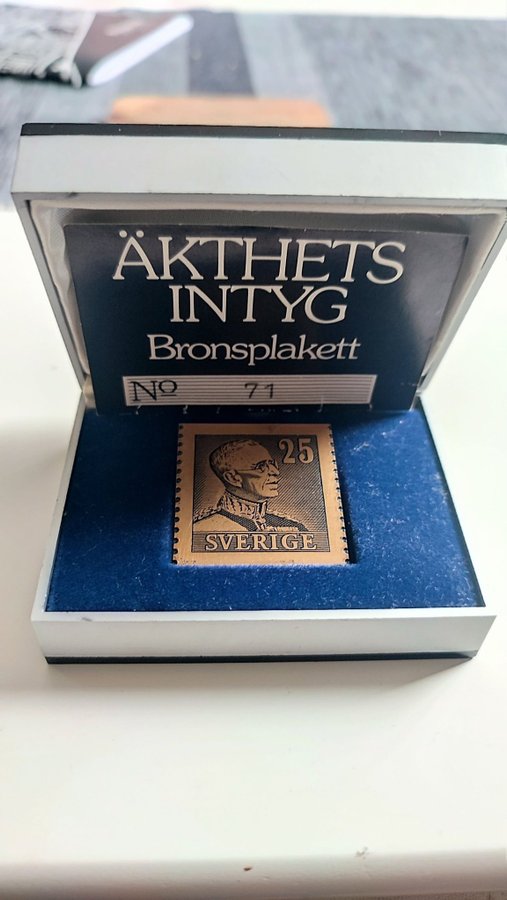 ÄKTHETS
INTYG
Bronsplakett
No 71
25
SVERIGE